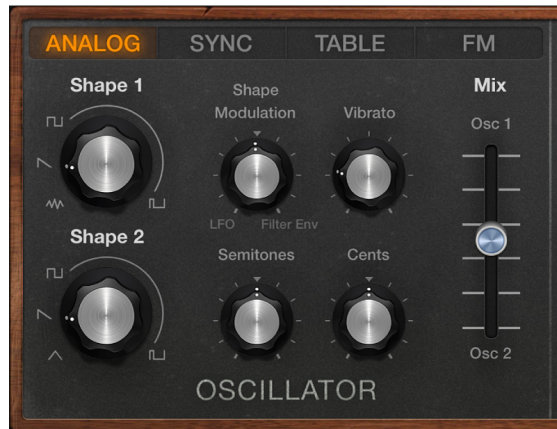 ANALOG SYNC TABLE FM
Shape 1
Shape
Modulation
Vibrato
Mix
Osc 1
LFO Filter Env
Shape 2
Semitones
Cents
Osc 2
OSCILLATOR